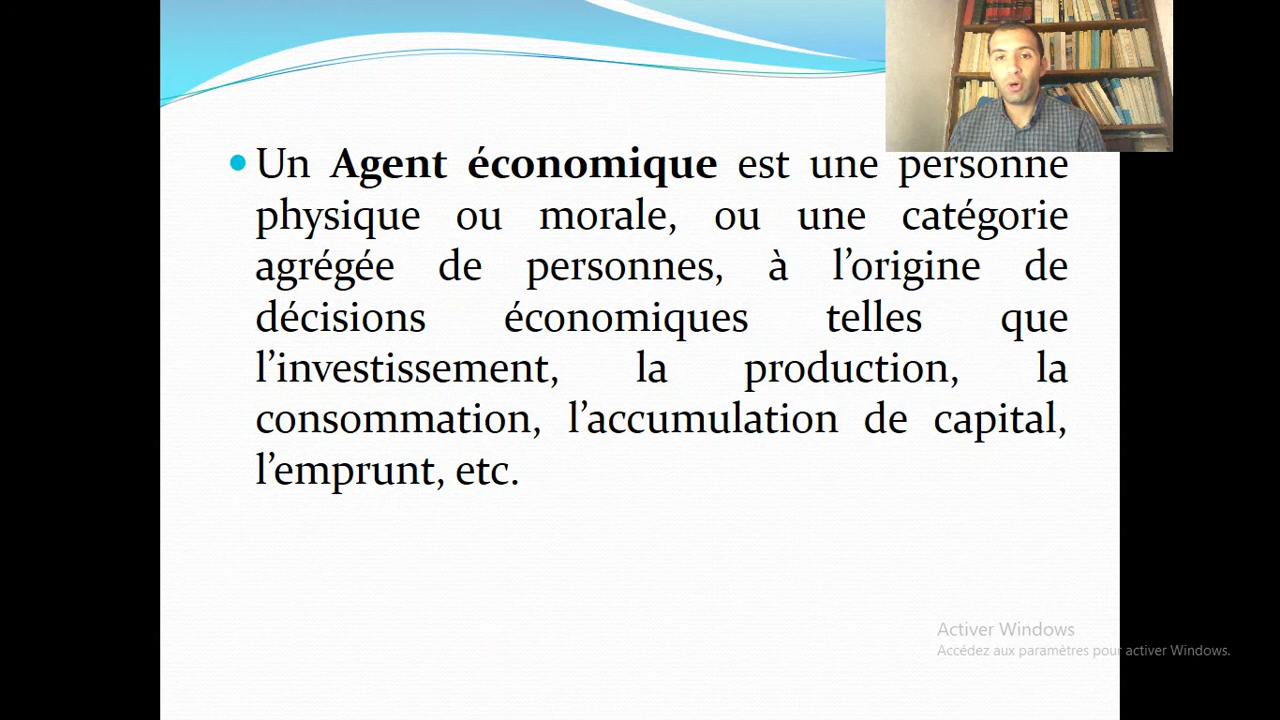 Un Agent économique est une personne
physique ou morale, ou une catégorie
agrégée de personnes, à l’origine de
décisions économiques telles que
l’investissement, la production, la
consommation, l’accumulation de capital,
l’emprunt, etc.
Activer Windows
Accédez aux paramètres pour activer Windows.